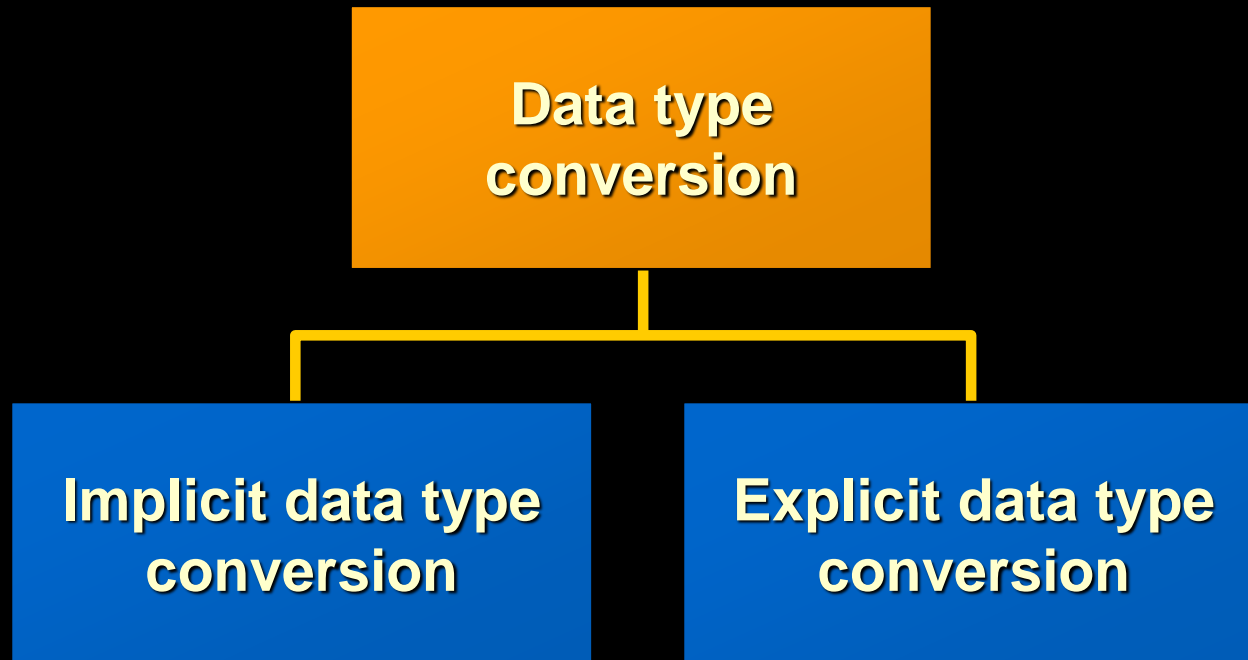 Data type
conversion
Implicit data type
conversion
Explicit data type
conversion